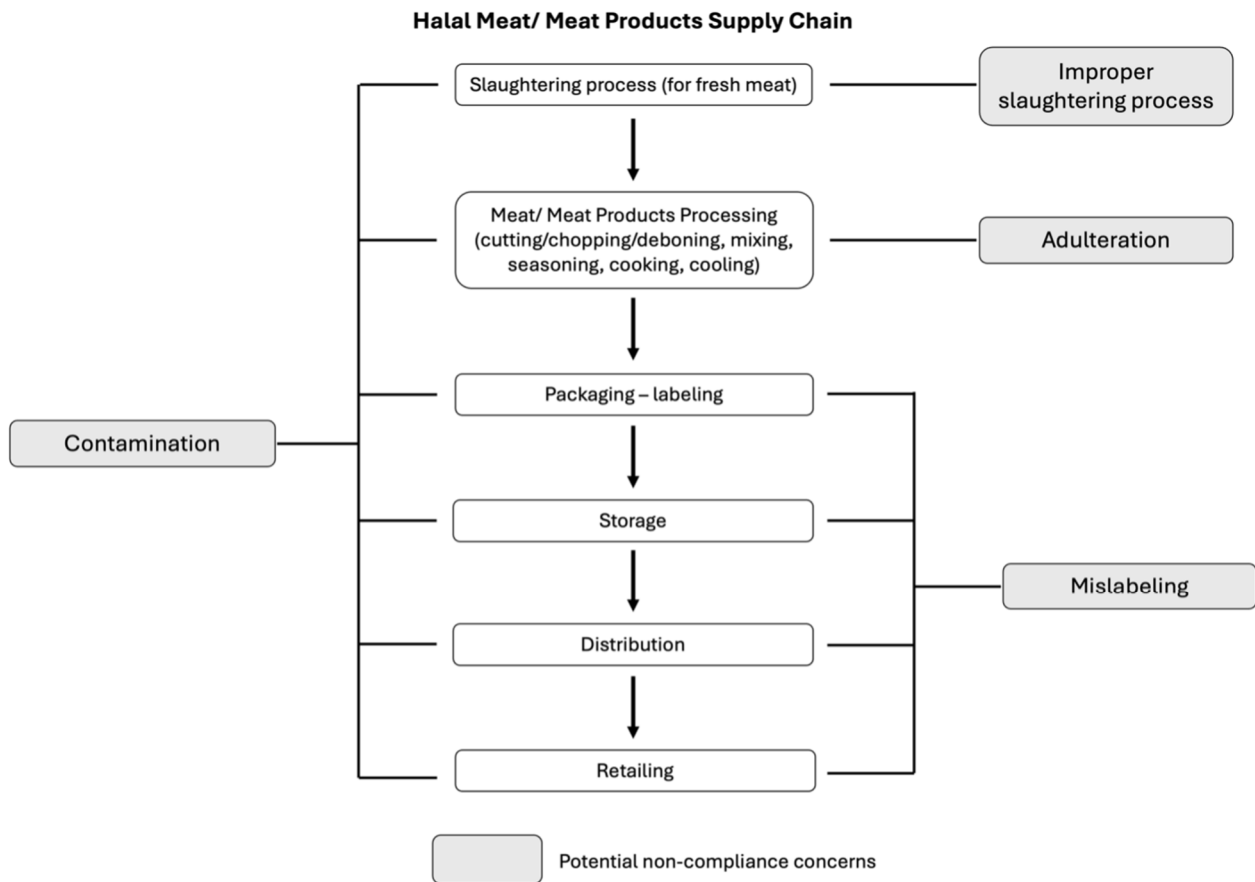 Halal Meat/ Meat Products Supply Chain
Slaughtering process (for fresh meat)
Improper
slaughtering process
Meat/ Meat Products Processing
(cutting/chopping/deboning, mixing,
seasoning, cooking, cooling)
Adulteration
Packaging – labeling
Contamination
Storage
Mislabeling
Distribution
Retailing
Potential non-compliance concerns